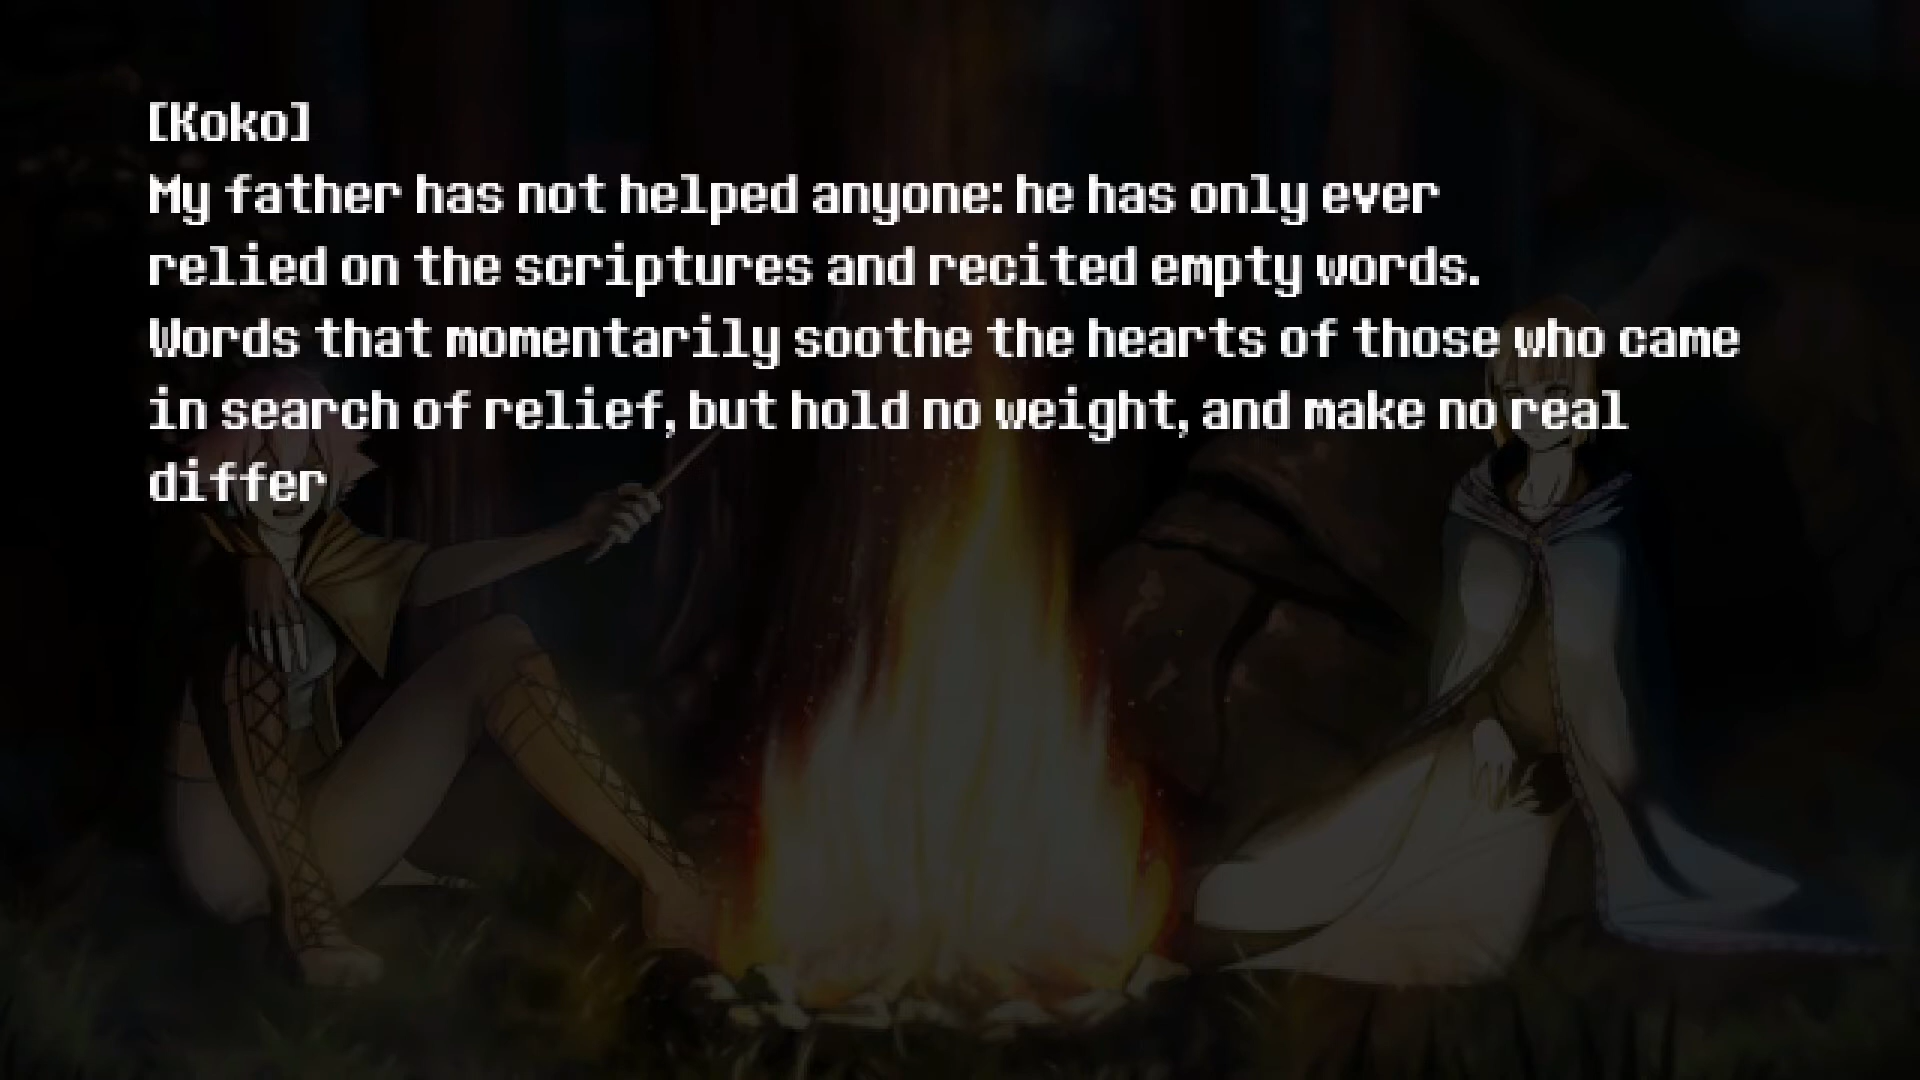 [Koko]
My father has not helped anyone: he has only ever
relied on the scriptures and recited empty words.
Words that momentarily soothe the hearts of those who came
in search of relief, but hold no weight, and make no real
differ